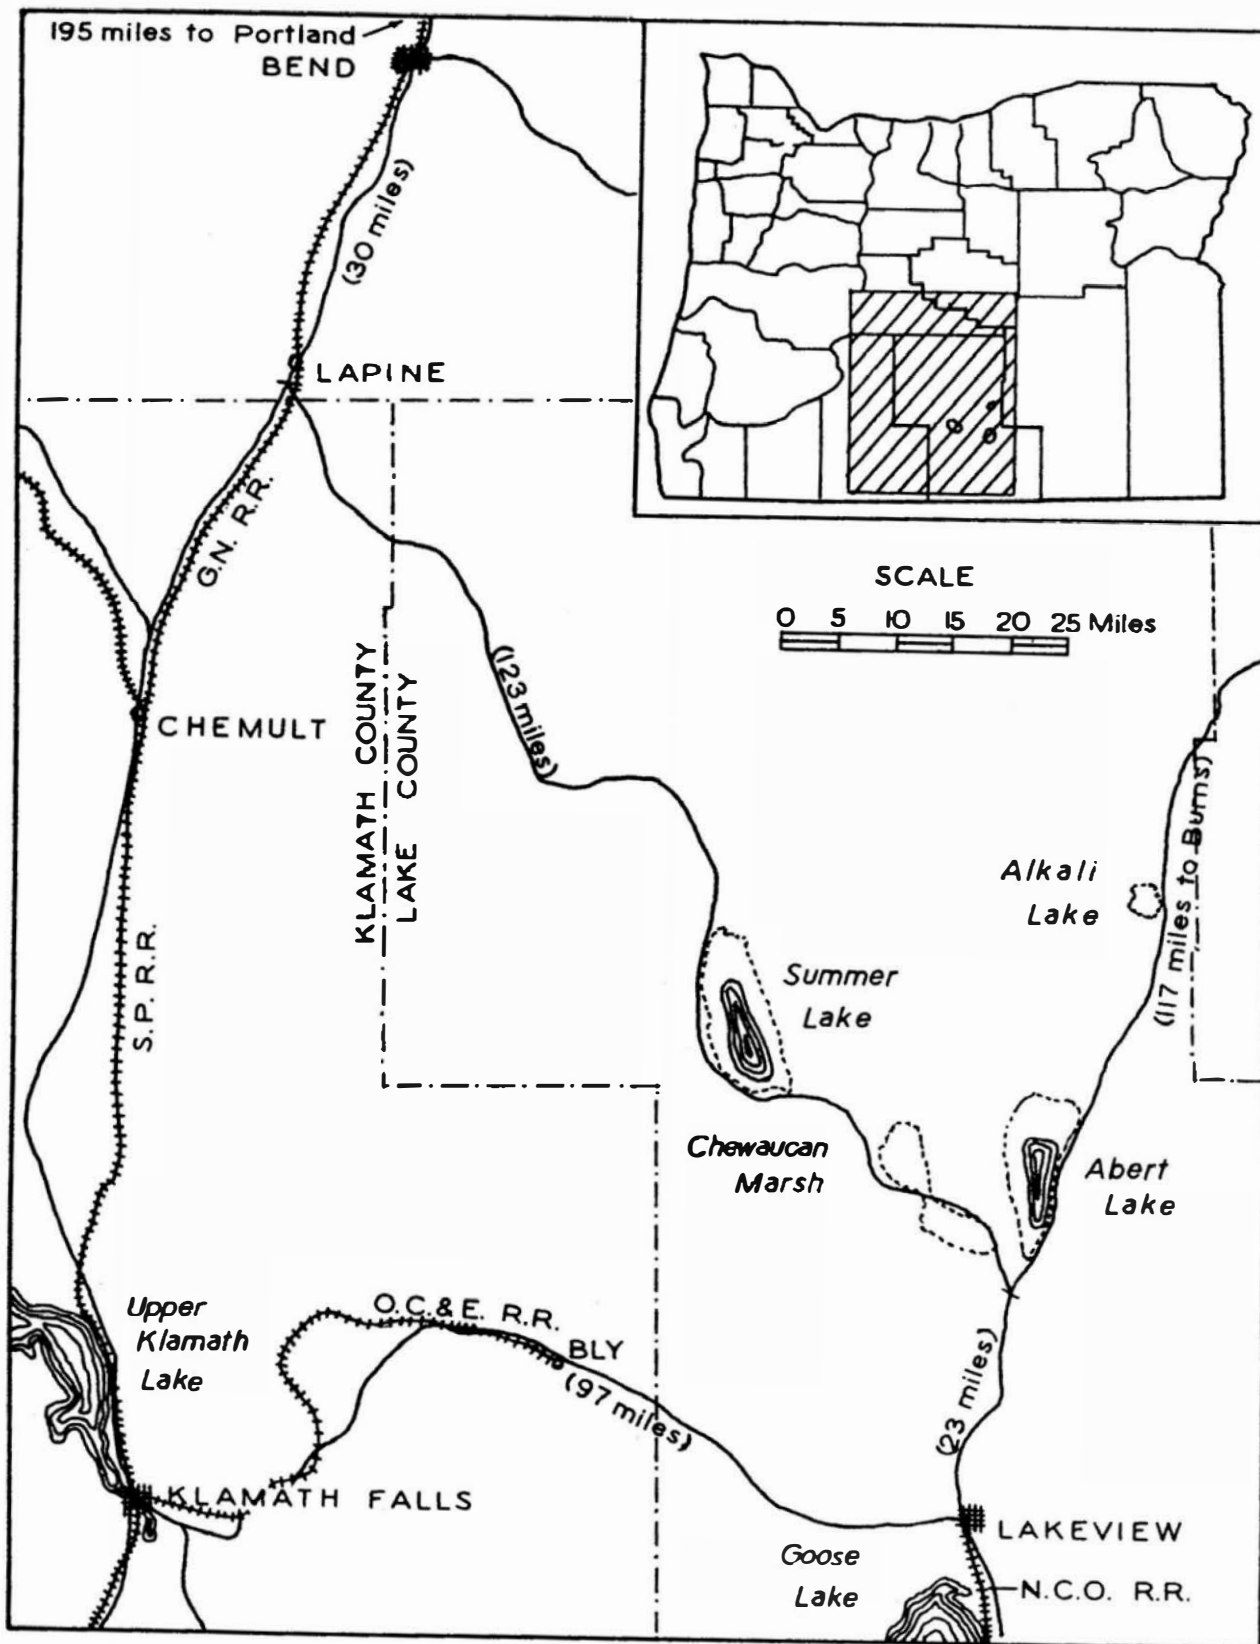 195 miles to Portland
BEND
(30 miles)
LAPINE
G.N. R.R.
SCALE
0 5 10 15 20 25 Miles
(123 miles)
KLAMATH COUNTY
LAKE COUNTY
CHEMULT
(117 miles to Burns)
Alkali
Lake
S.P. R.R.
Summer
Lake
Chewaucan
Marsh
Abert
Lake
Upper
Klamath
Lake
O.C.& E. R.R.
BLY
(97 miles)
(23 miles)
KLAMATH FALLS
LAKEVIEW
Goose
Lake
N.C.O. R.R.